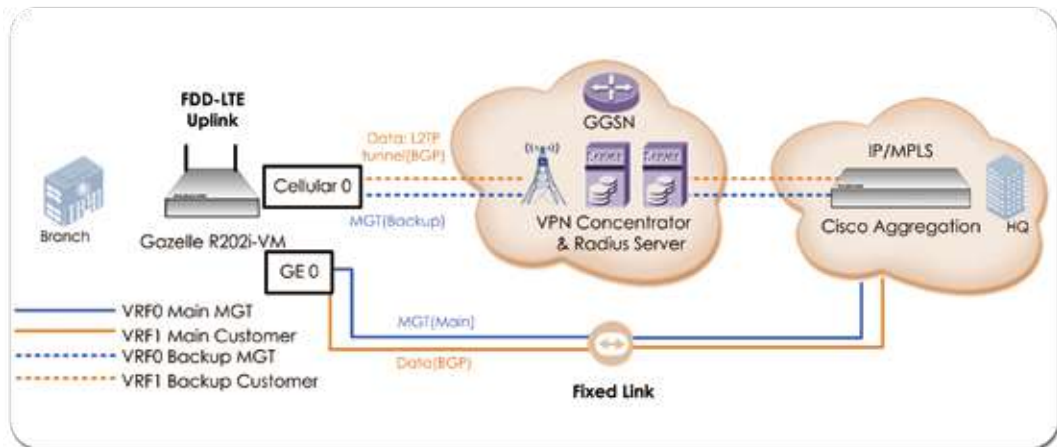 FDD-LTE
Uplink
Branch
Gazelle R202i-VM
Cellular 0
GE 0
Data: L2TP
tunnel(BGP)
MGT(Backup)
GGSN
VPN Concentrator
& Radius Server
IP/MPLS
Cisco Aggregation
HQ
VRF0 Main MGT
VRF1 Main Customer
VRF0 Backup MGT
VRF1 Backup Customer
MGT(Main)
Data(BGP)
Fixed Link